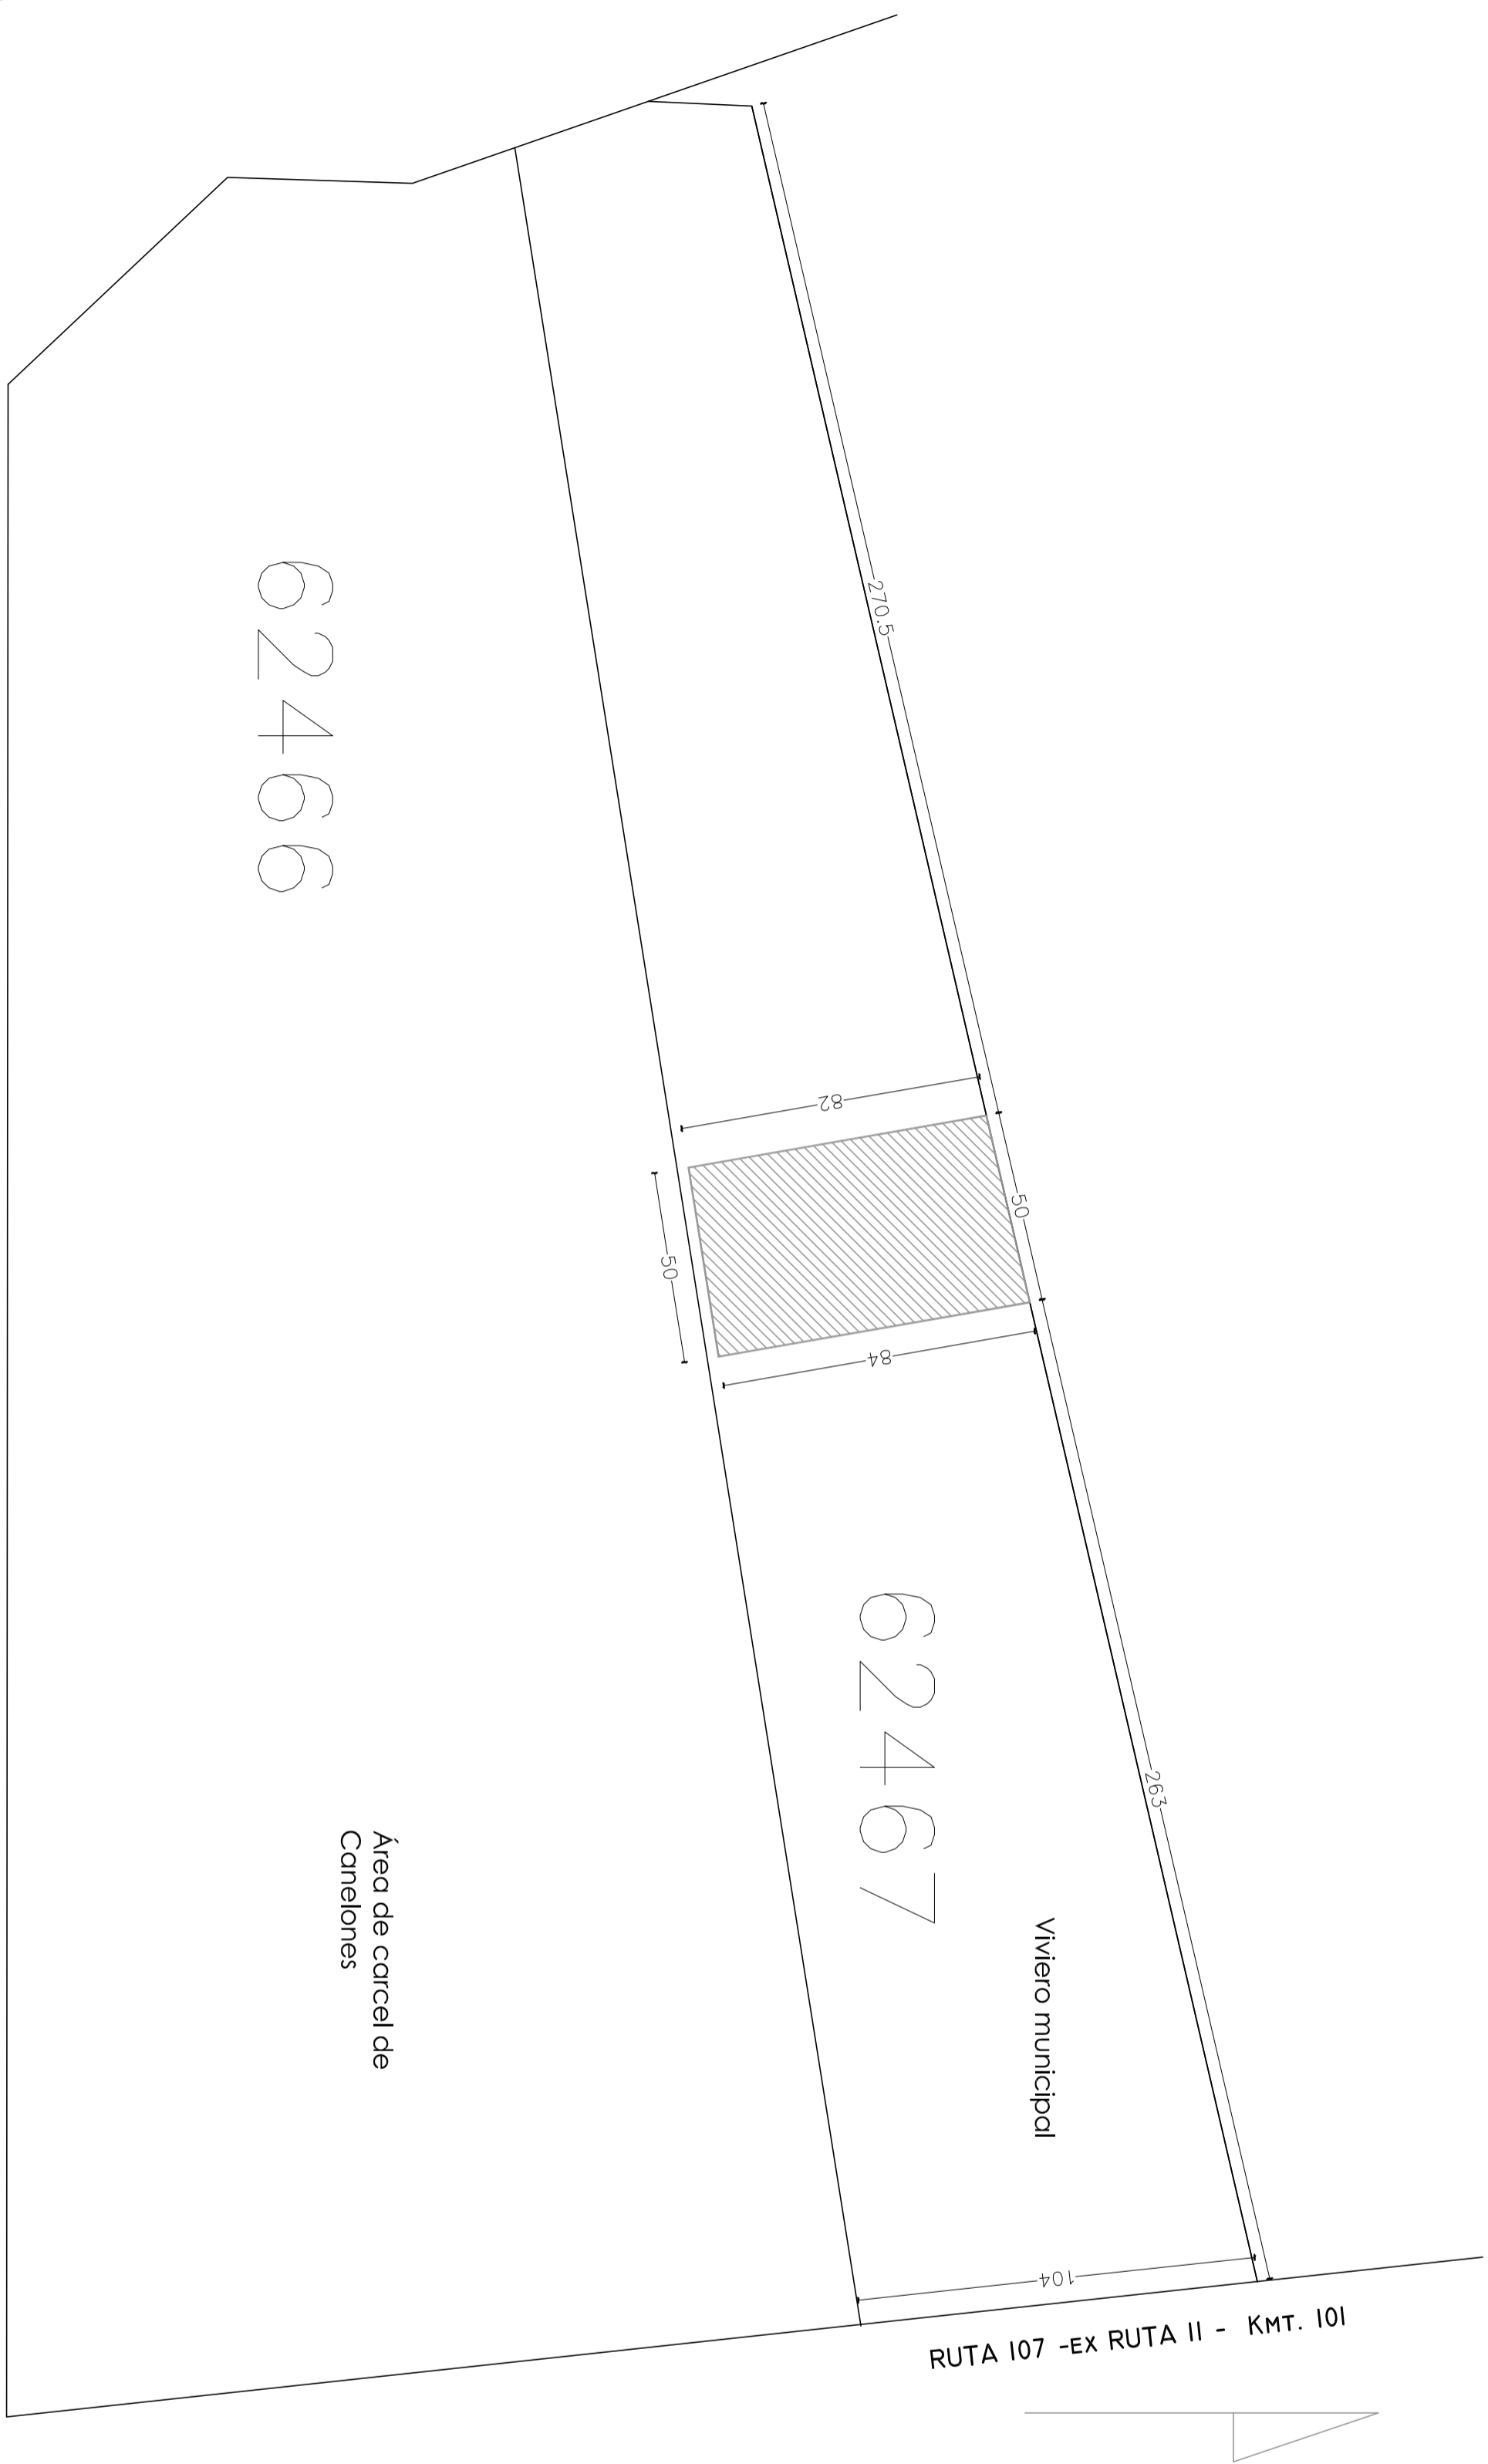 62466
270.5
82
50
50
84
62467
263
Área de carcel de
Canelones
Viviero municipal
104
RUTA 107 -EX RUTA 11 - KMT. 101